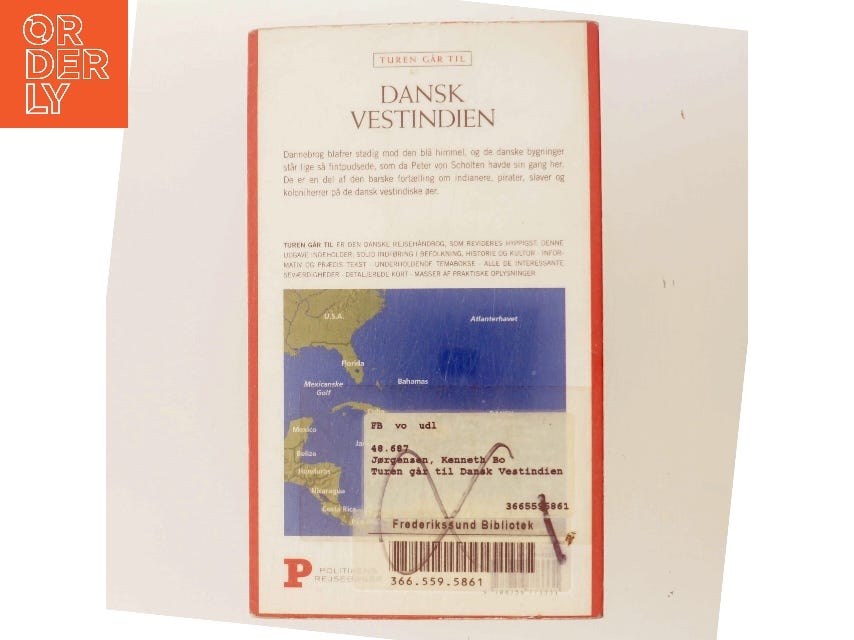 ORDERLY
TUREN GÅR TIL
DANSK
VESTINDIEN
Dannebrog blafrer stadig mod den blå himmel, og de danske bygninger
står lige så fintpudsede, som da Peter von Scholten havde sin gang her.
De er en del af den barske fortælling om indianere, pirater, slaver og
koloniherrer på de dansk vestindiske øer.
TUREN GÅR TIL ER DEN DANSKE REJSEHÅNDBOG, SOM REVIDERES HYPPIGST. DENNE
UDGAVE INDEHOLDER: SOLID INDFØRING I BEFOLKNING, HISTORIE OG KULTUR · INFOR-
MATIV OG PRÆCIS TEKST · UNDERHOLDENDE TEMABOKSE · ALLE DE INTERESSANTE
SEVÆRDIGHEDER · DETALJEREDE KORT · MASSER AF PRAKTISKE OPLYSNINGER
U.S.A.
Atlanterhavet
Florida
Mexicanske
Golf
Bahamas
Cuba
Mexico
Belize
Honduras
Nicaragua
Costa Rica
FB vo udl
48.687
Jørgensen, Kenneth Bo
Turen går til Dansk Vestindien
3665595861
Frederikssund Bibliotek
366.559.5861
P
POLITIKENS
REJSEBØGER